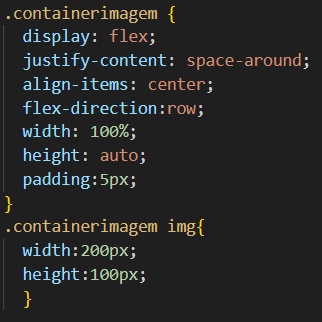 .containerimagem {
display: flex;
justify-content: space-around;
align-items: center;
flex-direction:row;
width: 100%;
height: auto;
padding:5px;
}
.containerimagem img{
width:200px;
height:100px;
}